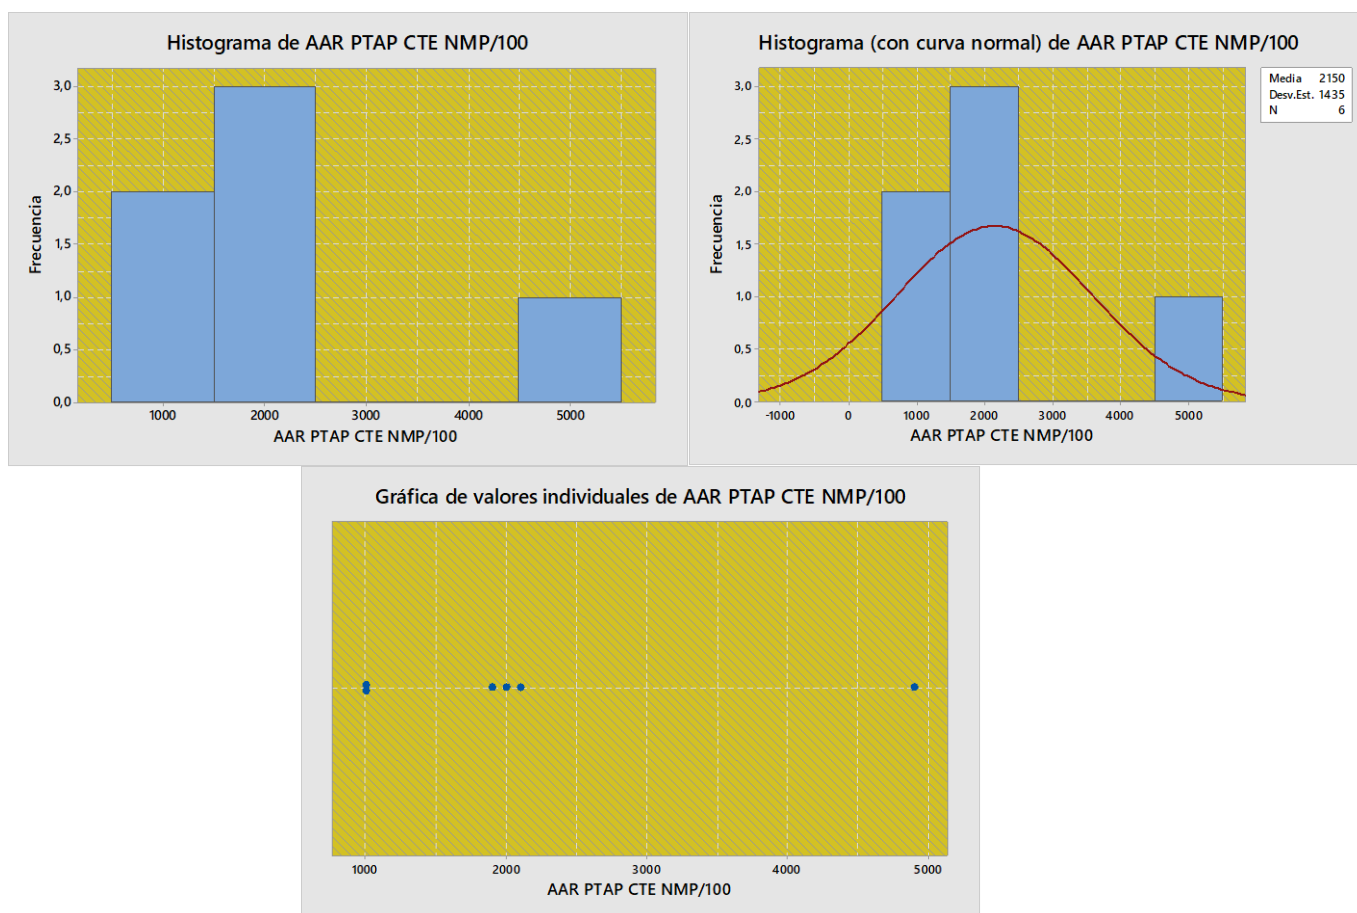 Histograma de AAR PTAP CTE NMP/100
3,0
2,5
2,0
1,5
1,0
0,5
0,0
Frecuencia
1000 2000 3000 4000 5000
AAR PTAP CTE NMP/100
Histograma (con curva normal) de AAR PTAP CTE NMP/100
Media 2150
Desv.Est. 1435
N 6
3,0
2,5
2,0
1,5
1,0
0,5
0,0
Frecuencia
-1000 0 1000 2000 3000 4000 5000
AAR PTAP CTE NMP/100
Gráfica de valores individuales de AAR PTAP CTE NMP/100
1000 2000 3000 4000 5000
AAR PTAP CTE NMP/100